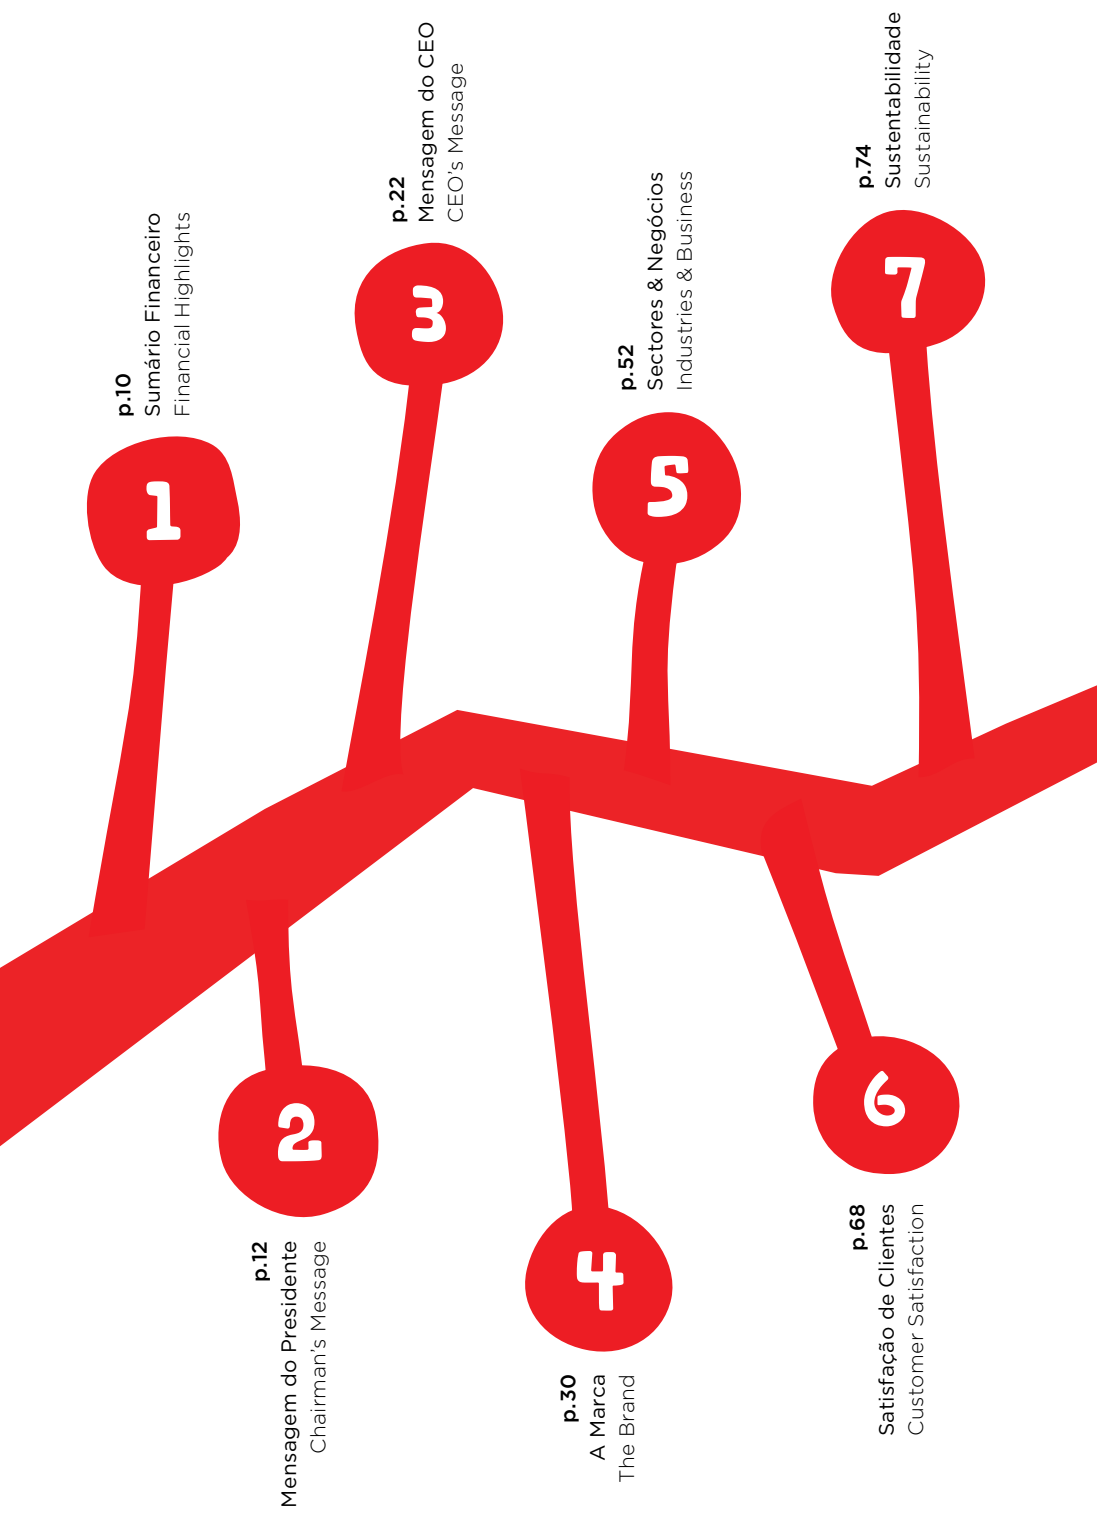 1
p.10
Sumário Financeiro
Financial Highlights
2
p.12
Mensagem do Presidente
Chairman's Message
3
p.22
Mensagem do CEO
CEO's Message
4
p.30
A Marca
The Brand
5
p.52
Sectores & Negócios
Industries & Business
6
p.68
Satisfação de Clientes
Customer Satisfaction
7
p.74
Sustentabilidade
Sustainability